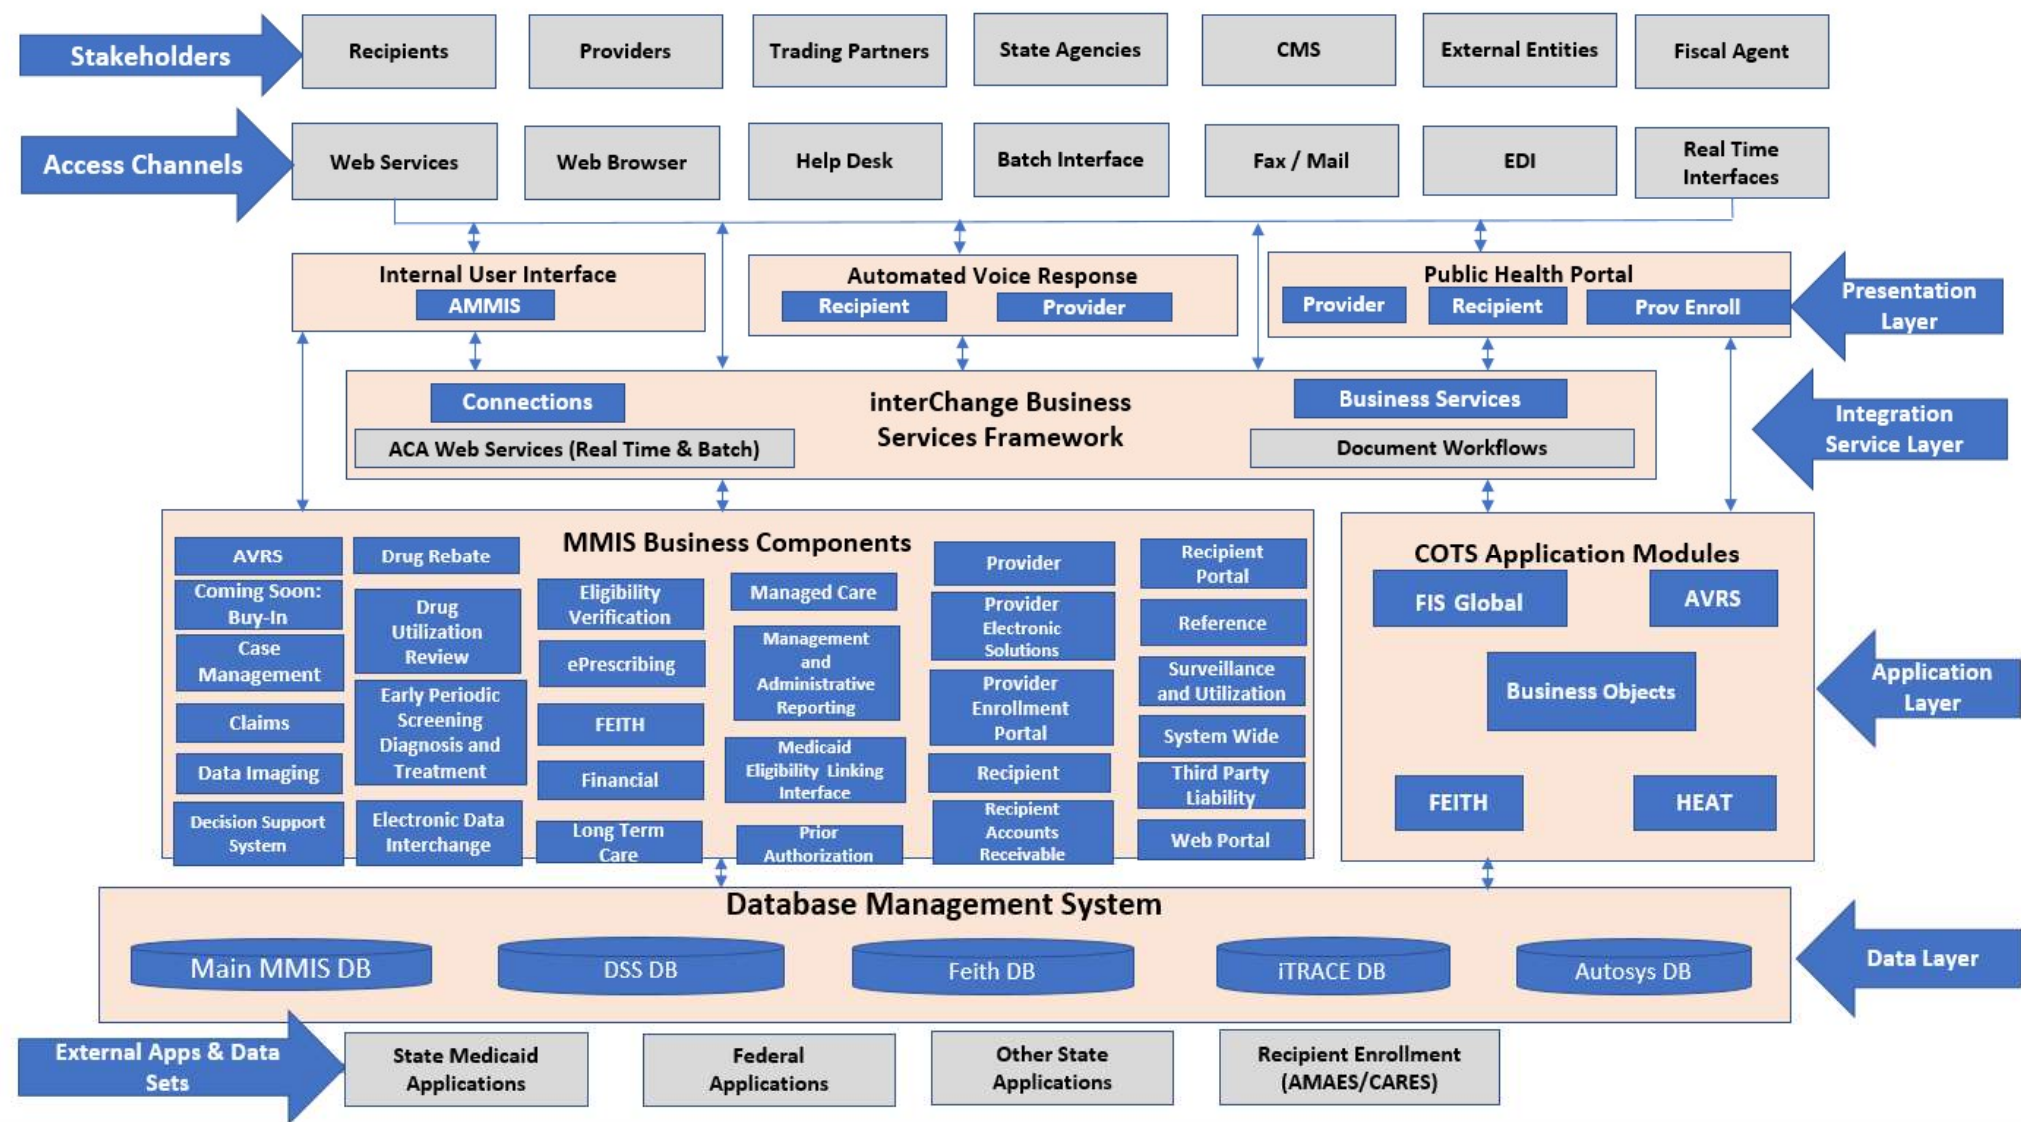 Stakeholders
Recipients
Providers
Trading Partners
State Agencies
CMS
External Entities
Fiscal Agent
Access Channels
Web Services
Web Browser
Help Desk
Batch Interface
Fax / Mail
EDI
Real Time
Interfaces
Internal User Interface
AMMIS
Automated Voice Response
Recipient
Provider
Public Health Portal
Provider
Recipient
Prov Enroll
Presentation
Layer
Connections
ACA Web Services (Real Time & Batch)
interChange Business
Services Framework
Business Services
Document Workflows
Integration
Service Layer
MMIS Business Components
AVRS
Coming Soon:
Buy-In
Case
Management
Claims
Data Imaging
Decision Support
System
Drug Rebate
Drug
Utilization
Review
Early Periodic
Screening
Diagnosis and
Treatment
Electronic Data
Interchange
Eligibility
Verification
ePrescribing
FEITH
Financial
Long Term
Care
Managed Care
Management
and
Administrative
Reporting
Medicaid
Eligibility Linking
Interface
Prior
Authorization
Provider
Provider
Electronic
Solutions
Provider
Enrollment
Portal
Recipient
Recipient
Accounts
Receivable
Recipient
Portal
Reference
Surveillance
and Utilization
System Wide
Third Party
Liability
Web Portal
COTS Application Modules
FIS Global
AVRS
Business Objects
FEITH
HEAT
Application
Layer
Database Management System
Main MMIS DB
DSS DB
Feith DB
iTRACE DB
Autosys DB
Data Layer
External Apps & Data
Sets
State Medicaid
Applications
Federal
Applications
Other State
Applications
Recipient Enrollment
(AMAES/CARES)